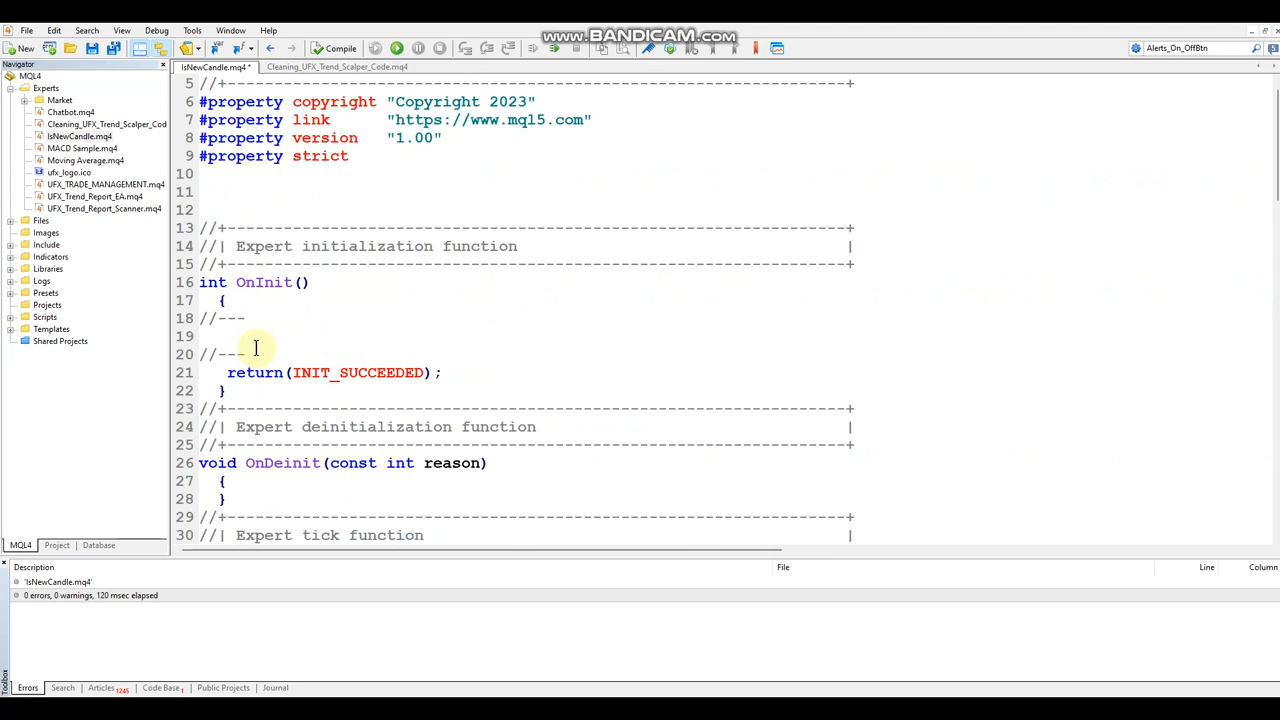 www.BANDICAM.com
File Edit Search View Debug Tools Window Help
New Compile Alerts_On_OffBtn
Navigator
IsNewCandle.mq4 * Cleaning_UFX_Trend_Scalper_Code.mq4
MQL4
Experts
Market
Chatbot.mq4
Cleaning_UFX_Trend_Scalper_Cod
IsNewCandle.mq4
MACD Sample.mq4
Moving Average.mq4
ufx_logo.ico
UFX_TRADE_MANAGEMENT.mq4
UFX_Trend_Report_EA.mq4
UFX_Trend_Report_Scanner.mq4
Files
Images
Include
Indicators
Libraries
Logs
Presets
Projects
Scripts
Templates
Shared Projects
MQL4 Project Database
5 //+------------------------------------------------------------------+
6 #property copyright "Copyright 2023"
7 #property link "https://www.mql5.com"
8 #property version "1.00"
9 #property strict
10
11
12
13 //+------------------------------------------------------------------+
14 //| Expert initialization function |
15 //+------------------------------------------------------------------+
16 int OnInit()
17 {
18 //---
19
20 //---
21 return(INIT_SUCCEEDED);
22 }
23 //+------------------------------------------------------------------+
24 //| Expert deinitialization function |
25 //+------------------------------------------------------------------+
26 void OnDeinit(const int reason)
27 {
28 }
29 //+------------------------------------------------------------------+
30 //| Expert tick function |
Description File Line Column
'IsNewCandle.mq4'
0 errors, 0 warnings, 120 msec elapsed
Toolbox
Errors Search Articles 1245 Code Base 1 Public Projects Journal